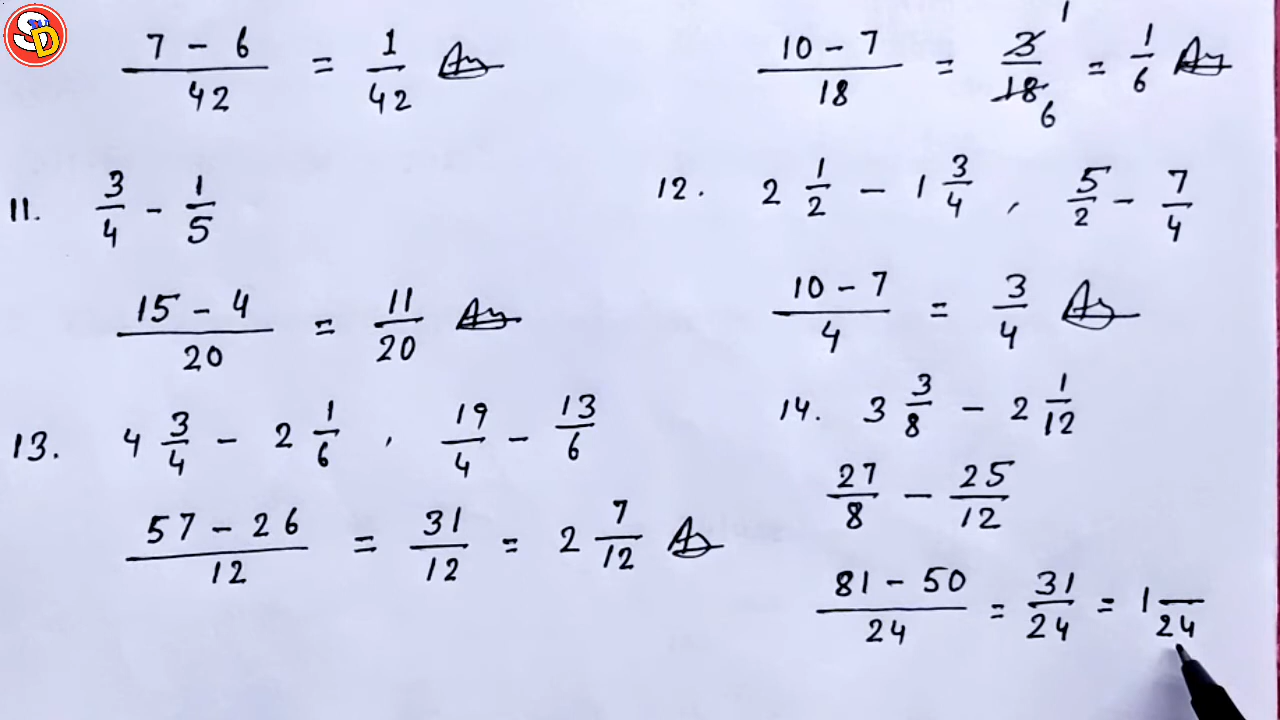 SD
7 - 6 / 42 = 1/42 Ans
10 - 7 / 18 = 3/18 1 6 = 1/6 Ans
11. 3/4 - 1/5
15 - 4 / 20 = 11/20 Ans
12. 2 1/2 - 1 3/4 , 5/2 - 7/4
10 - 7 / 4 = 3/4 Ans
13. 4 3/4 - 2 1/6 , 19/4 - 13/6
57 - 26 / 12 = 31/12 = 2 7/12 An
14. 3 3/8 - 2 1/12
27/8 - 25/12
81 - 50 / 24 = 31/24 = 1 /24